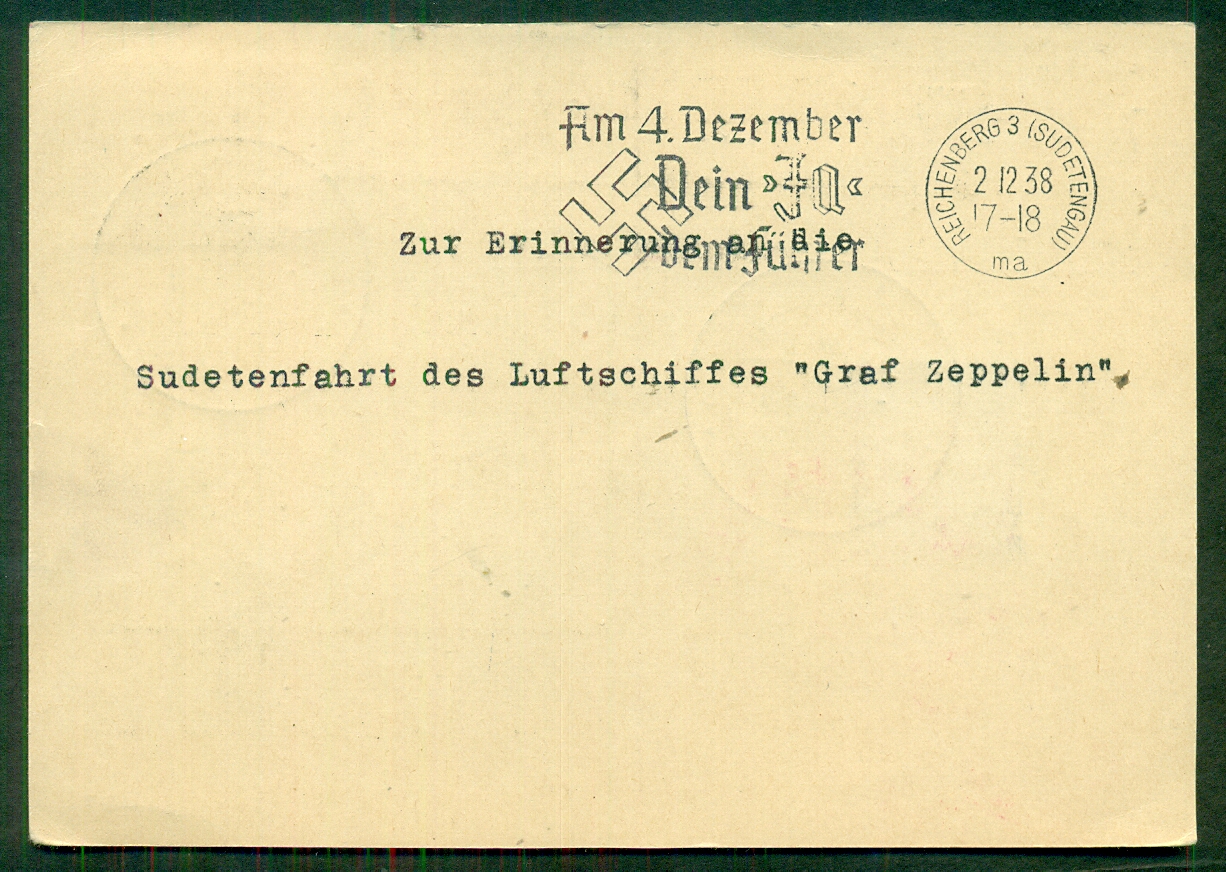 Am 4. Dezember
Dein »Ja«
dem Führer
REICHENBERG 3 (SUDETENGAU)
2 12 38
17-18
ma
Zur Erinnerung an die
Sudetenfahrt des Luftschiffes "Graf Zeppelin"